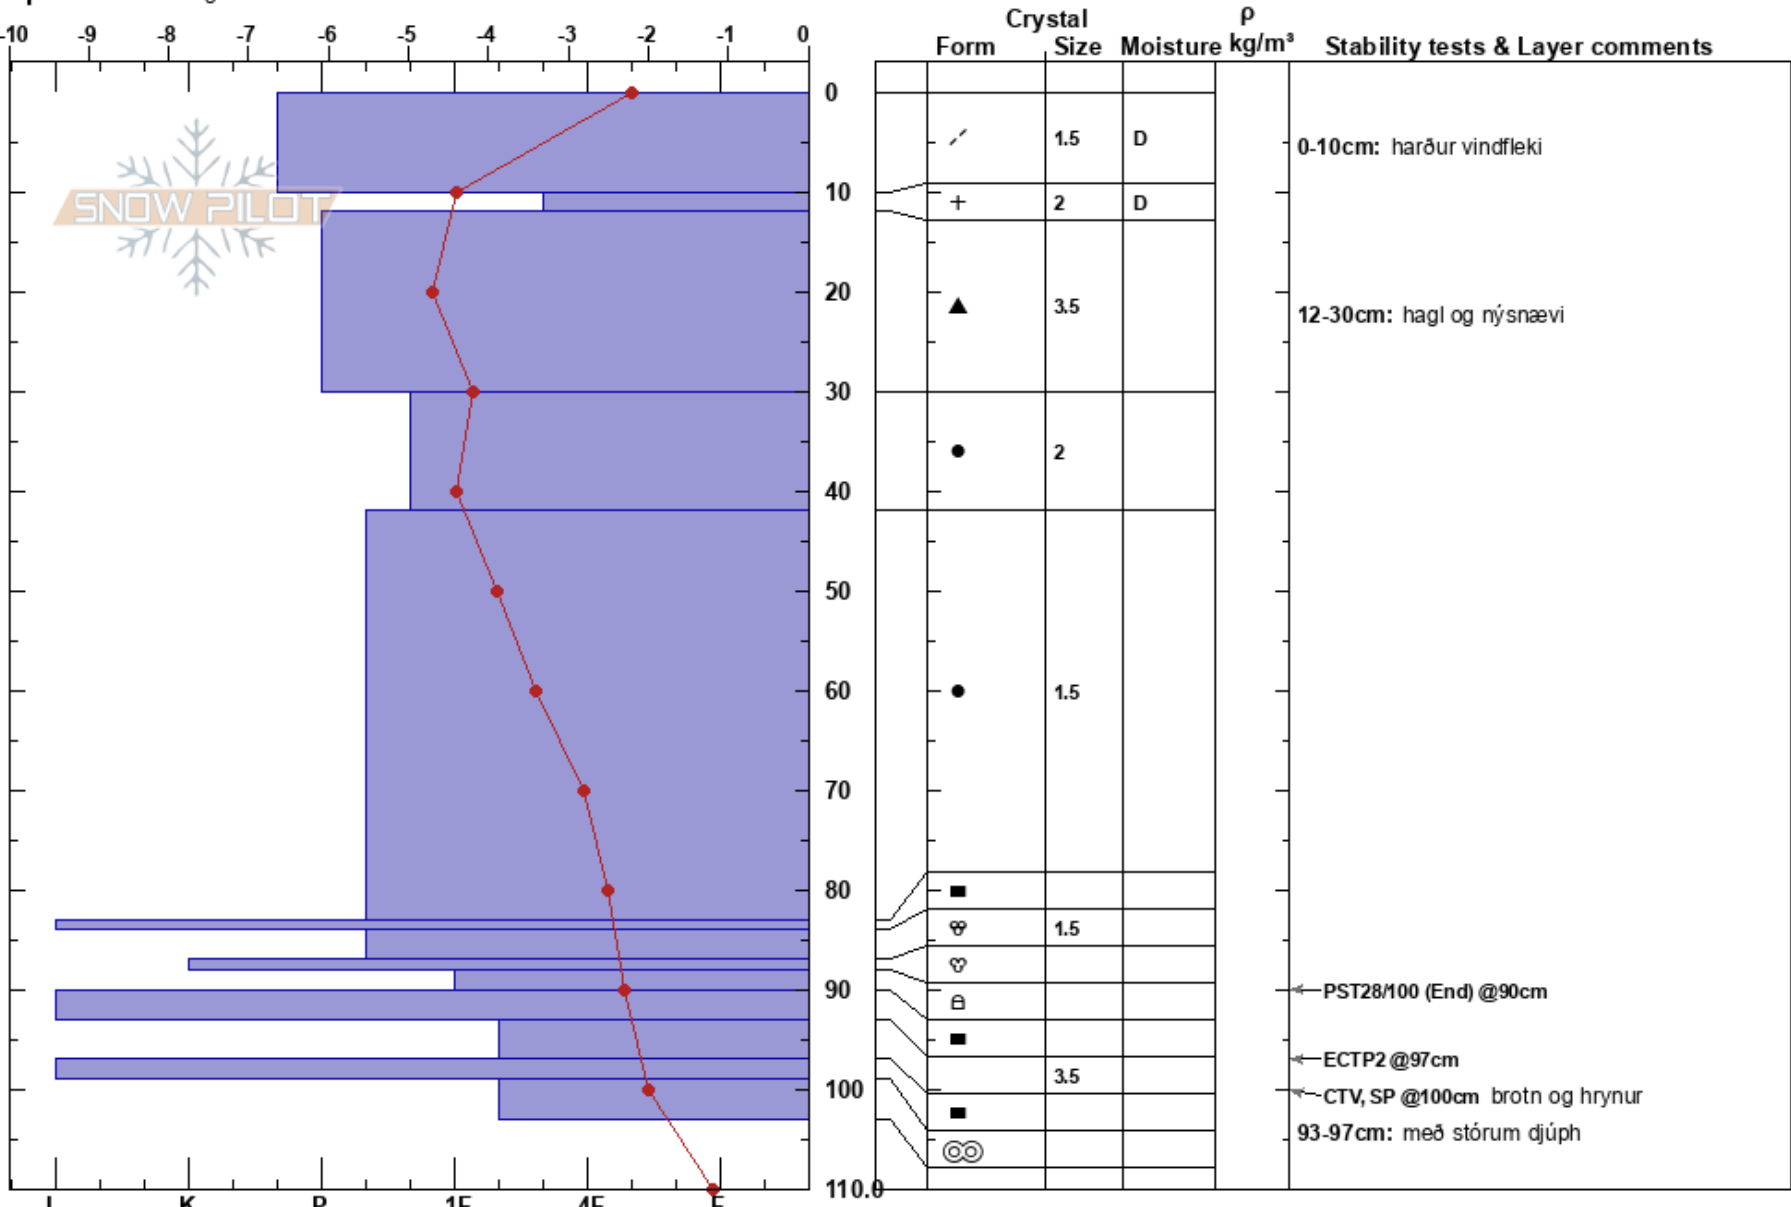 -10 -9 -8 -7 -6 -5 -4 -3 -2 -1 0
Crystal ρ
Form Size Moisture kg/m³ Stability tests & Layer comments
0
1.5 D
0-10cm: harður vindfleki
SNOW PILOT
10
2 D
20
3.5
12-30cm: hagl og nýsnævi
30
2
40
50
60
1.5
70
80
1.5
90
PST28/100 (End) @90cm
ECTP2 @97cm
3.5
100
CTV, SP @100cm brotn og hrynur
93-97cm: með stórum djúph
110.0
I K P 1F 4F F